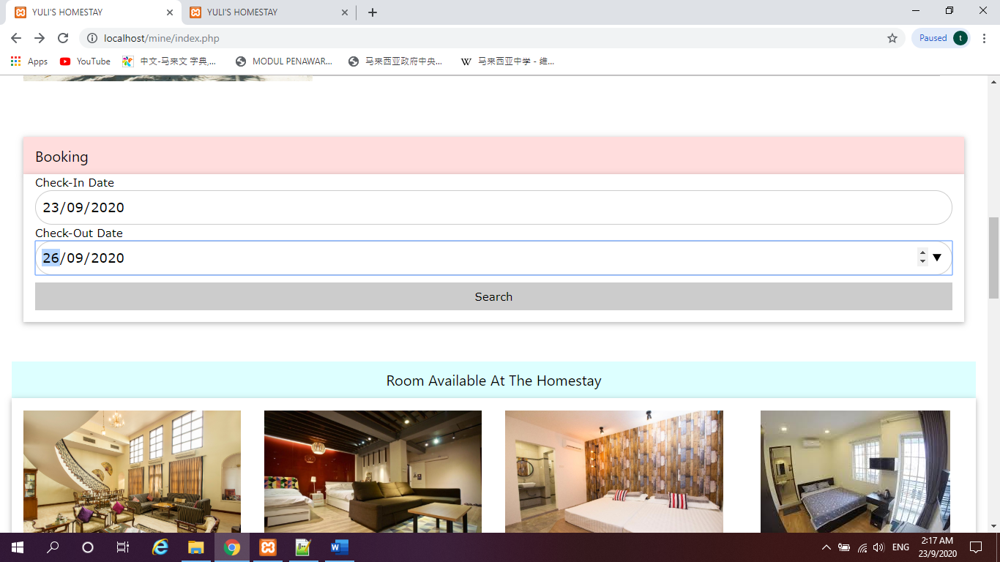 YULI'S HOMESTAY
YULI'S HOMESTAY
localhost/mine/index.php
Paused
t
Apps
YouTube
中文-马来文 字典,...
MODUL PENAWAR...
马来西亚政府中央...
W
马来西亚中学 - 维...
Booking
Check-In Date
23/09/2020
Check-Out Date
26/09/2020
Search
Room Available At The Homestay
ENG
2:17 AM
23/9/2020